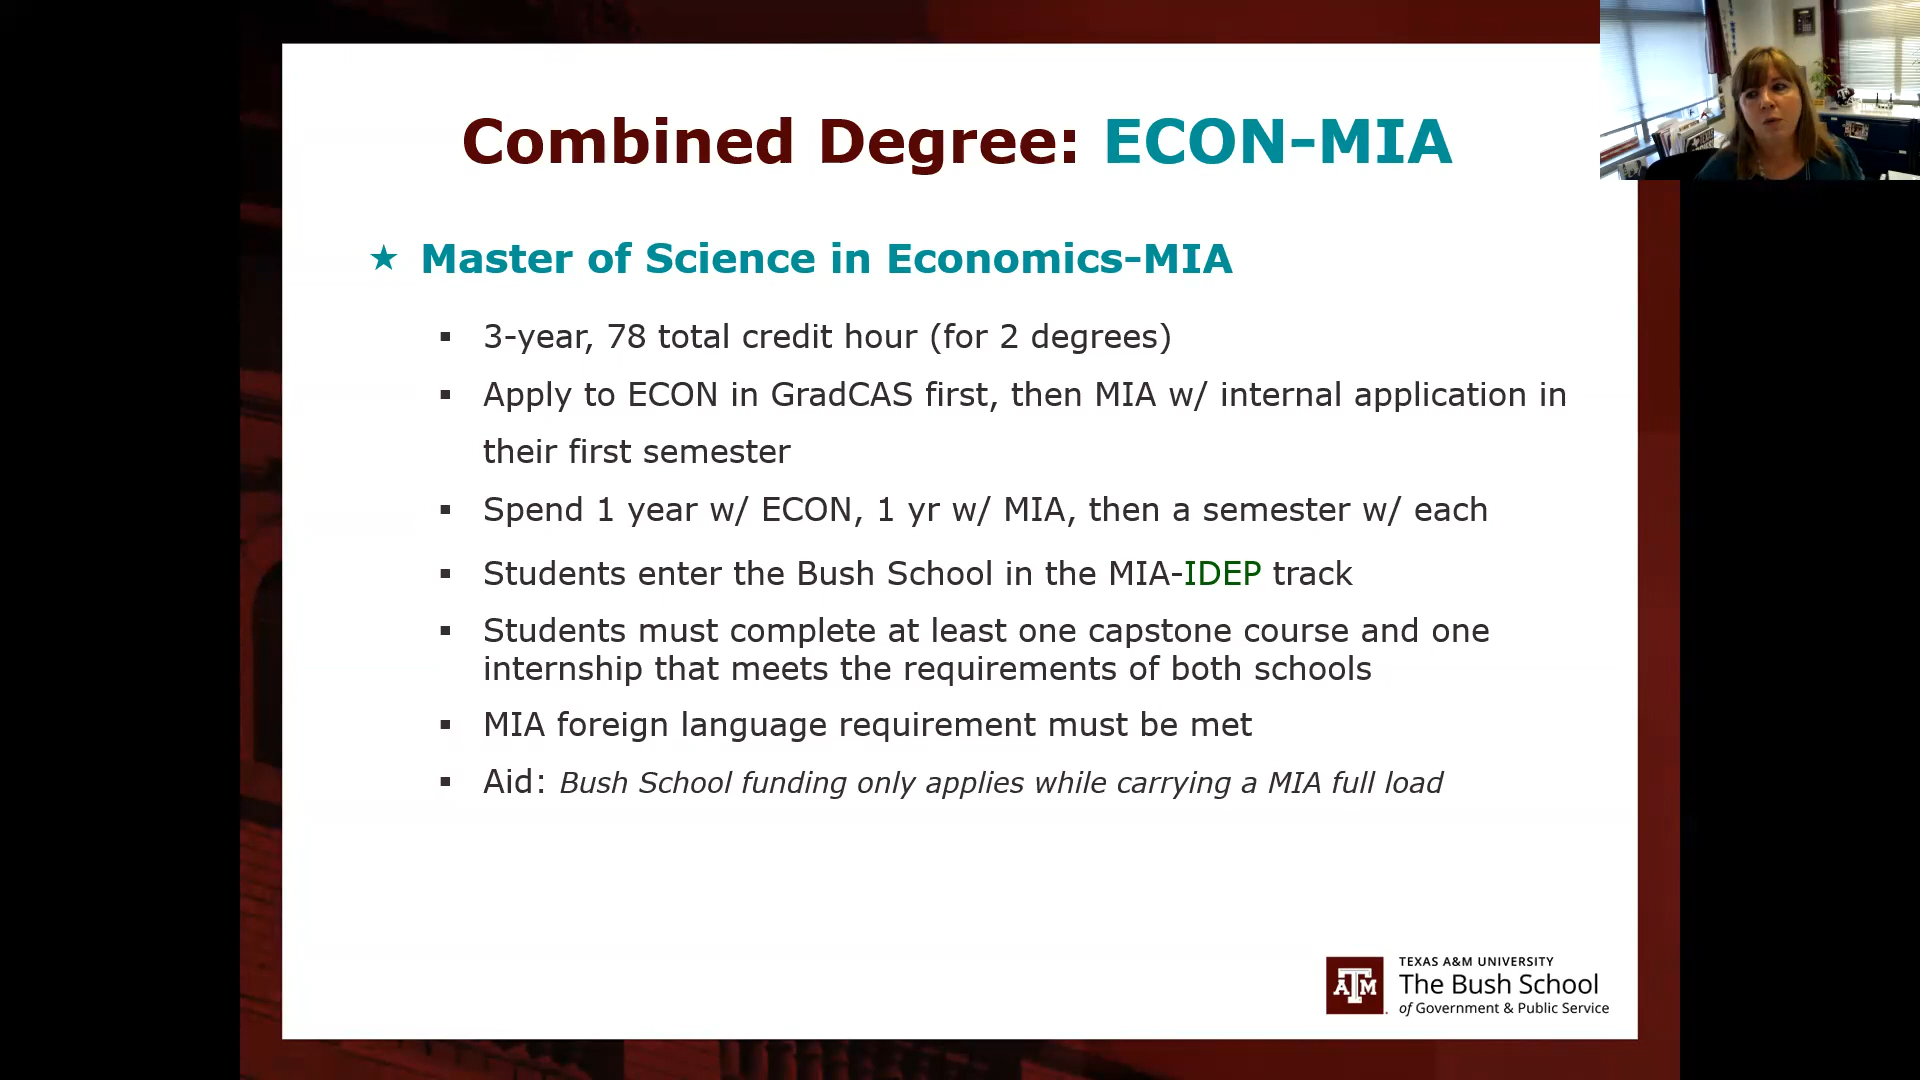 Combined Degree: ECON-MIA
★ Master of Science in Economics-MIA
▪ 3-year, 78 total credit hour (for 2 degrees)
▪ Apply to ECON in GradCAS first, then MIA w/ internal application in
their first semester
▪ Spend 1 year w/ ECON, 1 yr w/ MIA, then a semester w/ each
▪ Students enter the Bush School in the MIA-IDEP track
▪ Students must complete at least one capstone course and one
internship that meets the requirements of both schools
▪ MIA foreign language requirement must be met
▪ Aid: Bush School funding only applies while carrying a MIA full load
ATM
TEXAS A&M UNIVERSITY
The Bush School
of Government & Public Service